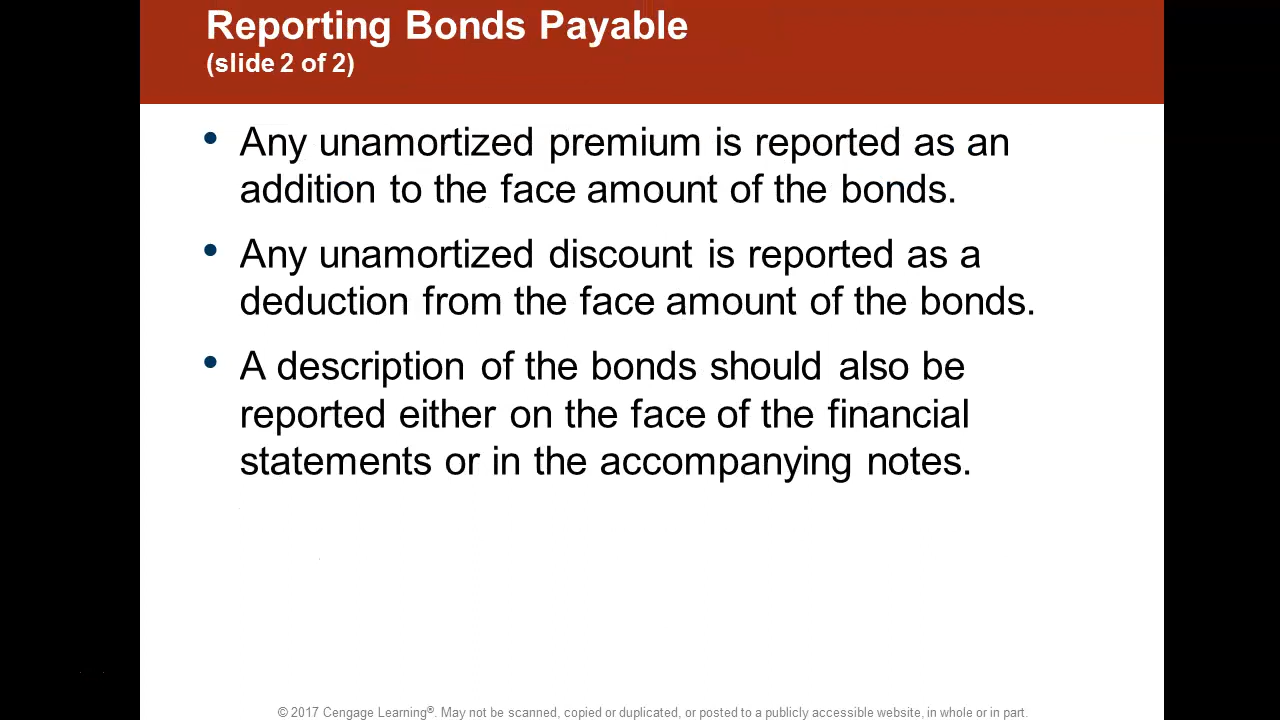 Reporting Bonds Payable
(slide 2 of 2)
• Any unamortized premium is reported as an
addition to the face amount of the bonds.
• Any unamortized discount is reported as a
deduction from the face amount of the bonds.
• A description of the bonds should also be
reported either on the face of the financial
statements or in the accompanying notes.
© 2017 Cengage Learning®. May not be scanned, copied or duplicated, or posted to a publicly accessible website, in whole or in part.